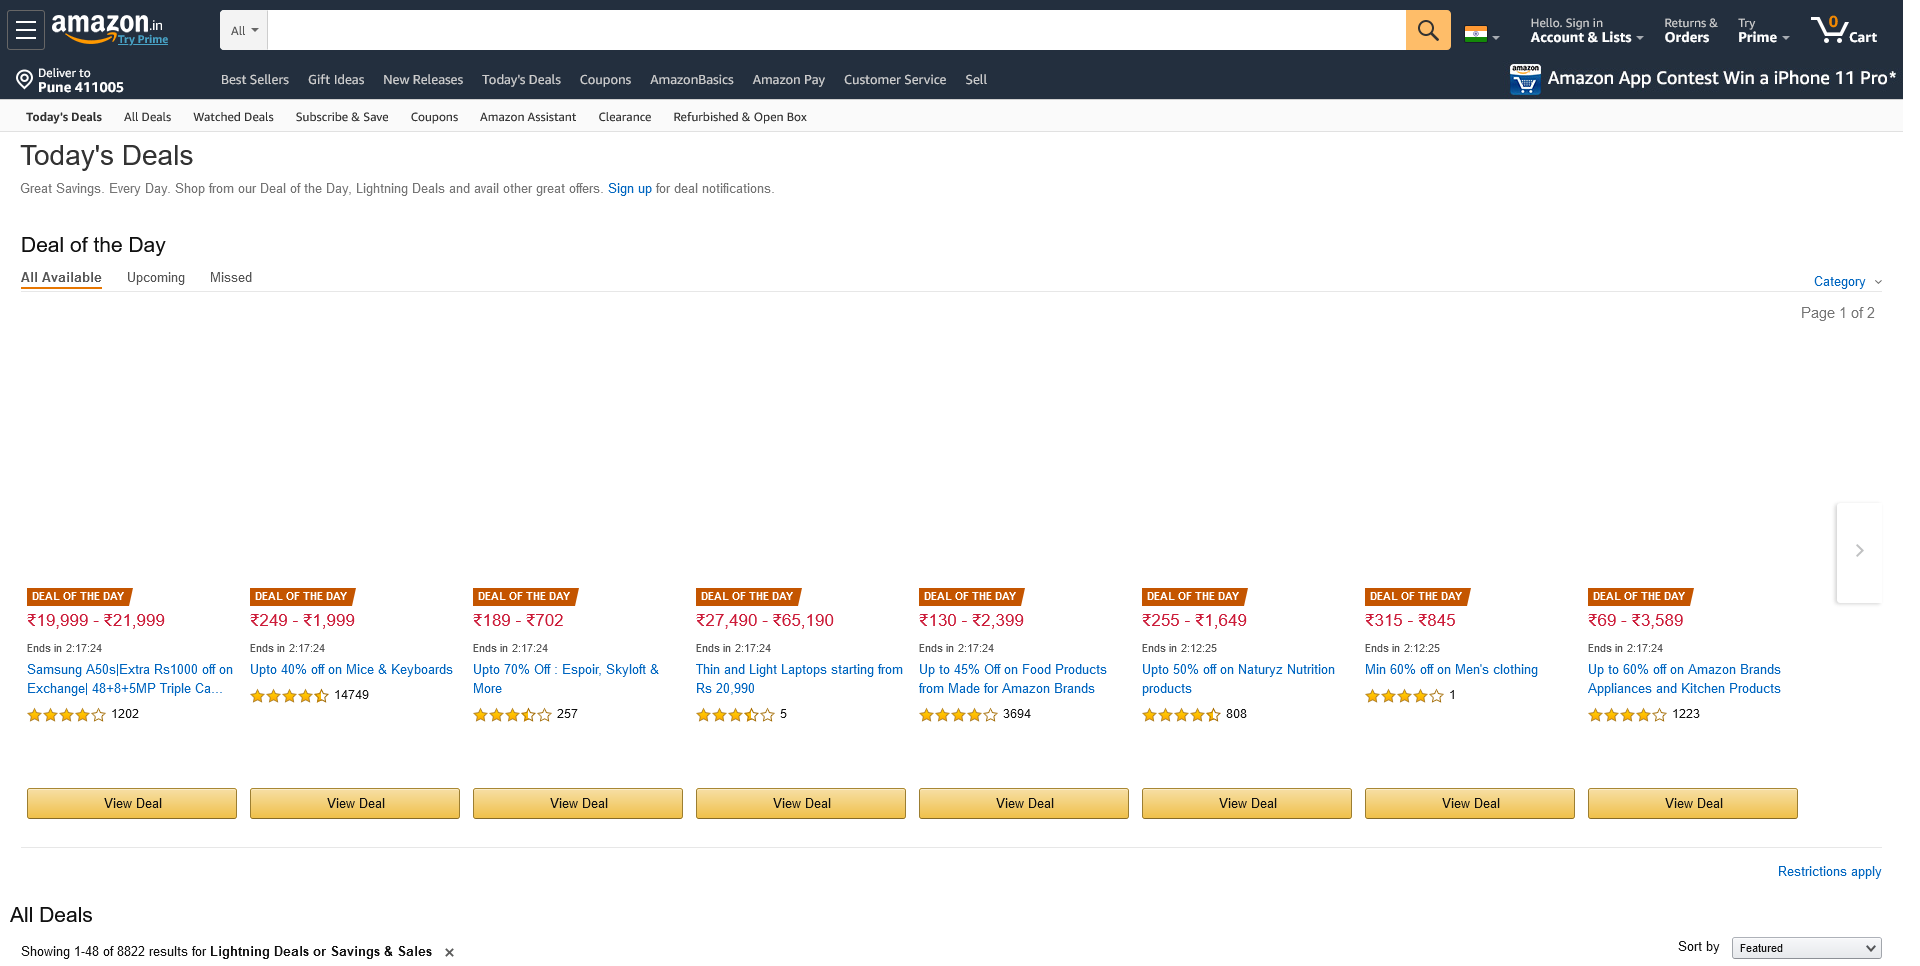 amazon.in
Try Prime
All
Hello. Sign in
Account & Lists
Returns &
Orders
Try
Prime
0
Cart
Deliver to
Pune 411005
Best Sellers
Gift Ideas
New Releases
Today's Deals
Coupons
AmazonBasics
Amazon Pay
Customer Service
Sell
amazon
Amazon App Contest Win a iPhone 11 Pro*
Today's Deals
All Deals
Watched Deals
Subscribe & Save
Coupons
Amazon Assistant
Clearance
Refurbished & Open Box
Today's Deals
Great Savings. Every Day. Shop from our Deal of the Day, Lightning Deals and avail other great offers. Sign up for deal notifications.
Deal of the Day
All Available
Upcoming
Missed
Category
Page 1 of 2
DEAL OF THE DAY
₹19,999 - ₹21,999
Ends in 2:17:24
Samsung A50s|Extra Rs1000 off on
Exchange| 48+8+5MP Triple Ca...
1202
View Deal
DEAL OF THE DAY
₹249 - ₹1,999
Ends in 2:17:24
Upto 40% off on Mice & Keyboards
14749
View Deal
DEAL OF THE DAY
₹189 - ₹702
Ends in 2:17:24
Upto 70% Off : Espoir, Skyloft &
More
257
View Deal
DEAL OF THE DAY
₹27,490 - ₹65,190
Ends in 2:17:24
Thin and Light Laptops starting from
Rs 20,990
5
View Deal
DEAL OF THE DAY
₹130 - ₹2,399
Ends in 2:17:24
Up to 45% Off on Food Products
from Made for Amazon Brands
3694
View Deal
DEAL OF THE DAY
₹255 - ₹1,649
Ends in 2:12:25
Upto 50% off on Naturyz Nutrition
products
808
View Deal
DEAL OF THE DAY
₹315 - ₹845
Ends in 2:12:25
Min 60% off on Men's clothing
1
View Deal
DEAL OF THE DAY
₹69 - ₹3,589
Ends in 2:17:24
Up to 60% off on Amazon Brands
Appliances and Kitchen Products
1223
View Deal
Restrictions apply
All Deals
Showing 1-48 of 8822 results for Lightning Deals or Savings & Sales
Sort by
Featured